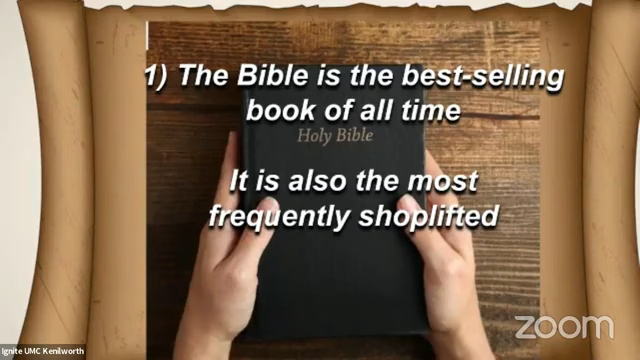 1) The Bible is the best-selling
book of all time
Holy Bible
It is also the most
frequently shoplifted
zoom
Ignite UMC Kenilworth